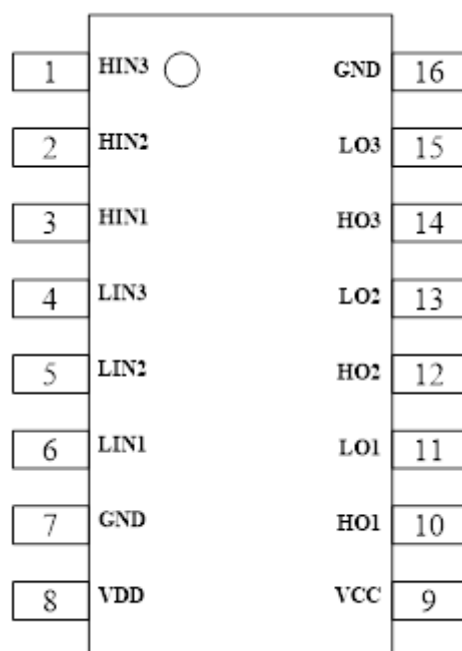 1 HIN3 GND 16
2 HIN2 LO3 15
3 HIN1 HO3 14
4 LIN3 LO2 13
5 LIN2 HO2 12
6 LIN1 LO1 11
7 GND HO1 10
8 VDD VCC 9